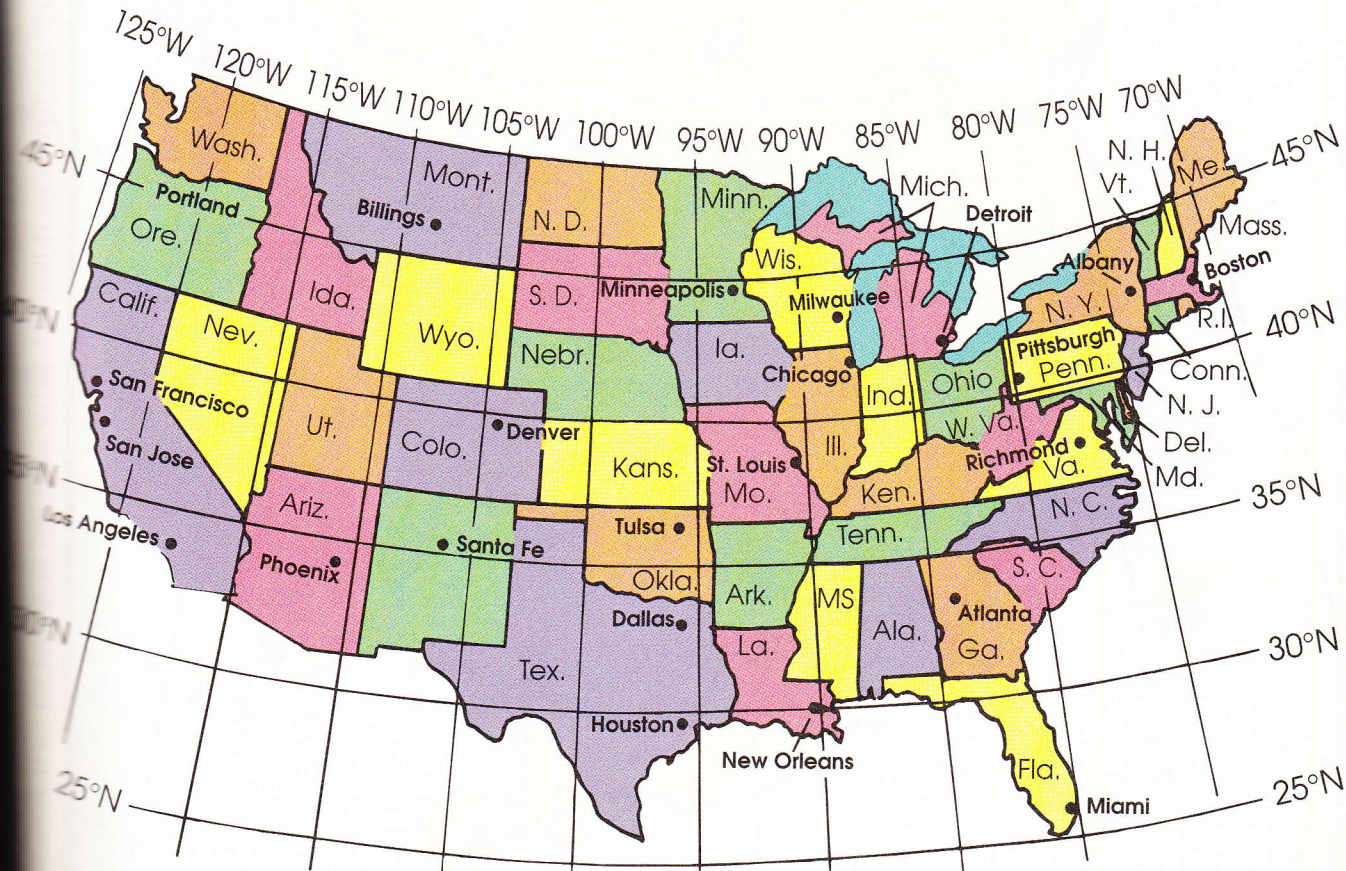 125°W
120°W
115°W
110°W
105°W
100°W
95°W
90°W
85°W
80°W
75°W
70°W
45°N
45°N
Wash.
Portland
Ore.
Mont.
Billings
N. D.
Minn.
Mich.
Detroit
N. H.
Vt.
Me.
Mass.
Boston
Albany
N. Y.
R.I.
Ida.
Wyo.
S. D.
Minneapolis
Wis.
Milwaukee
Calif.
Nev.
Nebr.
Ia.
Chicago
Ind.
Ohio
Pittsburgh
Penn.
Conn.
N. J.
40°N
40°N
San Francisco
San Jose
Ut.
Colo.
Denver
Kans.
St. Louis
Mo.
Ill.
W. Va.
Richmond
Va.
Del.
Md.
Ken.
35°N
35°N
Los Angeles
Ariz.
Phoenix
Santa Fe
Tulsa
Okla.
Tenn.
N. C.
S. C.
Ark.
MS
Ala.
Atlanta
Ga.
Dallas
La.
Tex.
30°N
30°N
Houston
New Orleans
Fla.
Miami
25°N
25°N